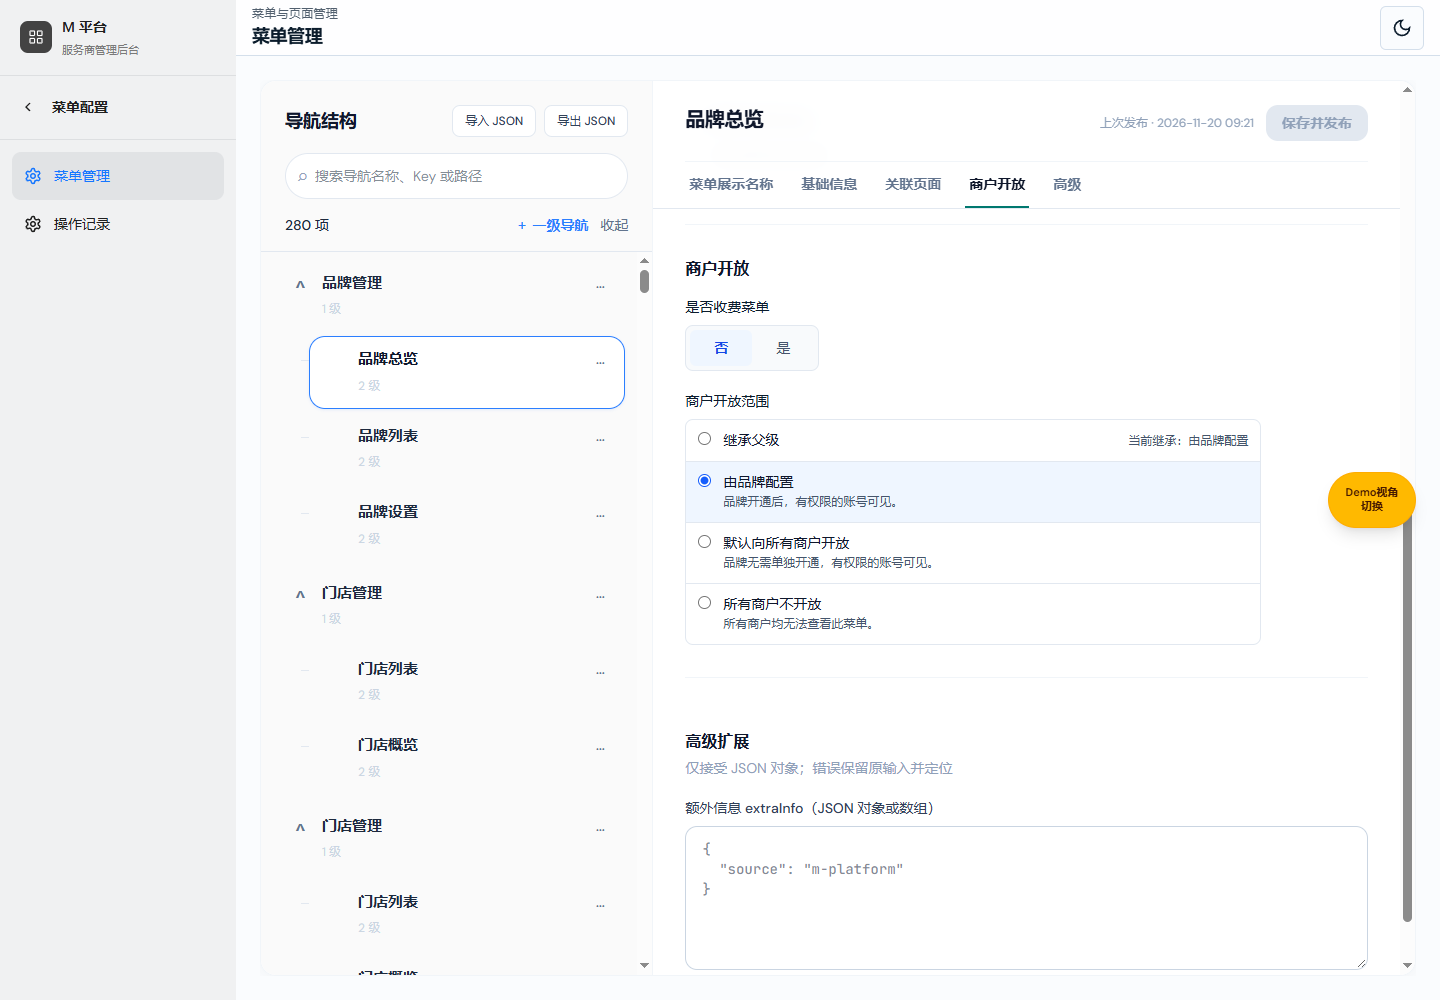 M 平台
服务商管理后台
菜单配置
菜单管理
操作记录
菜单与页面管理
菜单管理
导航结构
导入 JSON
导出 JSON
搜索导航名称、Key 或路径
280 项
+ 一级导航
收起
品牌管理
...
1 级
品牌总览
...
2 级
品牌列表
...
2 级
品牌设置
...
2 级
门店管理
...
1 级
门店列表
...
2 级
门店概览
...
2 级
门店管理
...
1 级
门店列表
...
2 级
门店概览
品牌总览
上次发布 · 2026-11-20 09:21
保存并发布
菜单展示名称
基础信息
关联页面
商户开放
高级
商户开放
是否收费菜单
否
是
商户开放范围
继承父级
当前继承：由品牌配置
由品牌配置
品牌开通后，有权限的账号可见。
默认向所有商户开放
品牌无需单独开通，有权限的账号可见。
所有商户不开放
所有商户均无法查看此菜单。
Demo视角
切换
高级扩展
仅接受 JSON 对象；错误保留原输入并定位
额外信息 extraInfo（JSON 对象或数组）
{
"source": "m-platform"
}